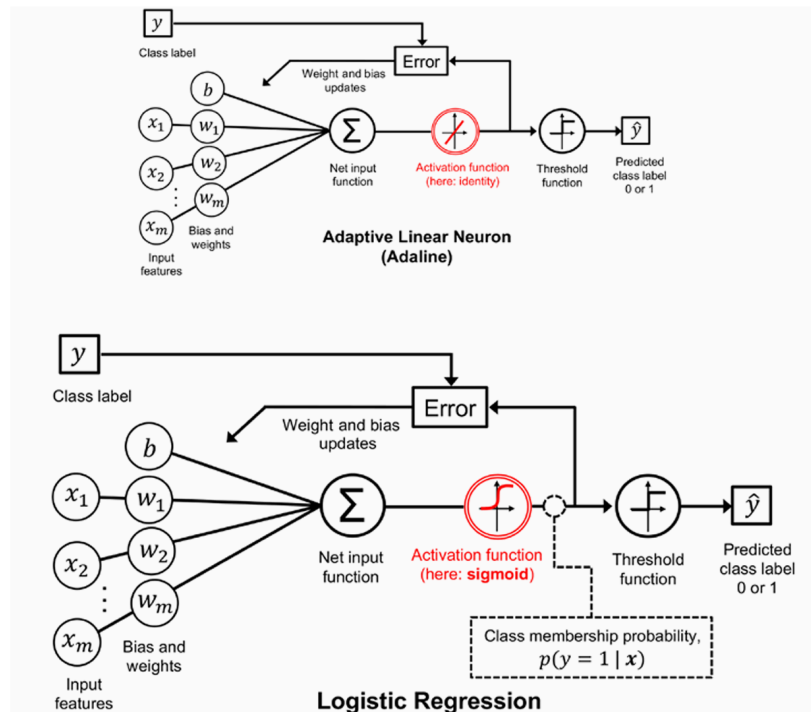 y
Class label
Error
Weight and bias
updates
b
x₁
w₁
x₂
w₂
⋮
wₘ
xₘ
Σ
ŷ
Net input
function
Activation function
(here: identity)
Threshold
function
Predicted
class label
0 or 1
Bias and
weights
Input
features
Adaptive Linear Neuron
(Adaline)
y
Class label
Error
Weight and bias
updates
b
x₁
w₁
x₂
w₂
⋮
wₘ
xₘ
Σ
ŷ
Net input
function
Activation function
(here: sigmoid)
Threshold
function
Predicted
class label
0 or 1
Class membership probability,
p(y = 1 | x)
Bias and
weights
Input
features
Logistic Regression